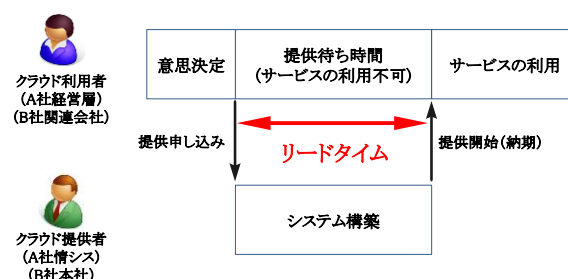 意思決定
提供待ち時間
(サービスの利用不可)
サービスの利用
クラウド利用者
(A社経営層)
(B社関連会社)
提供申し込み
リードタイム
提供開始(納期)
システム構築
クラウド提供者
(A社情シス)
(B社本社)